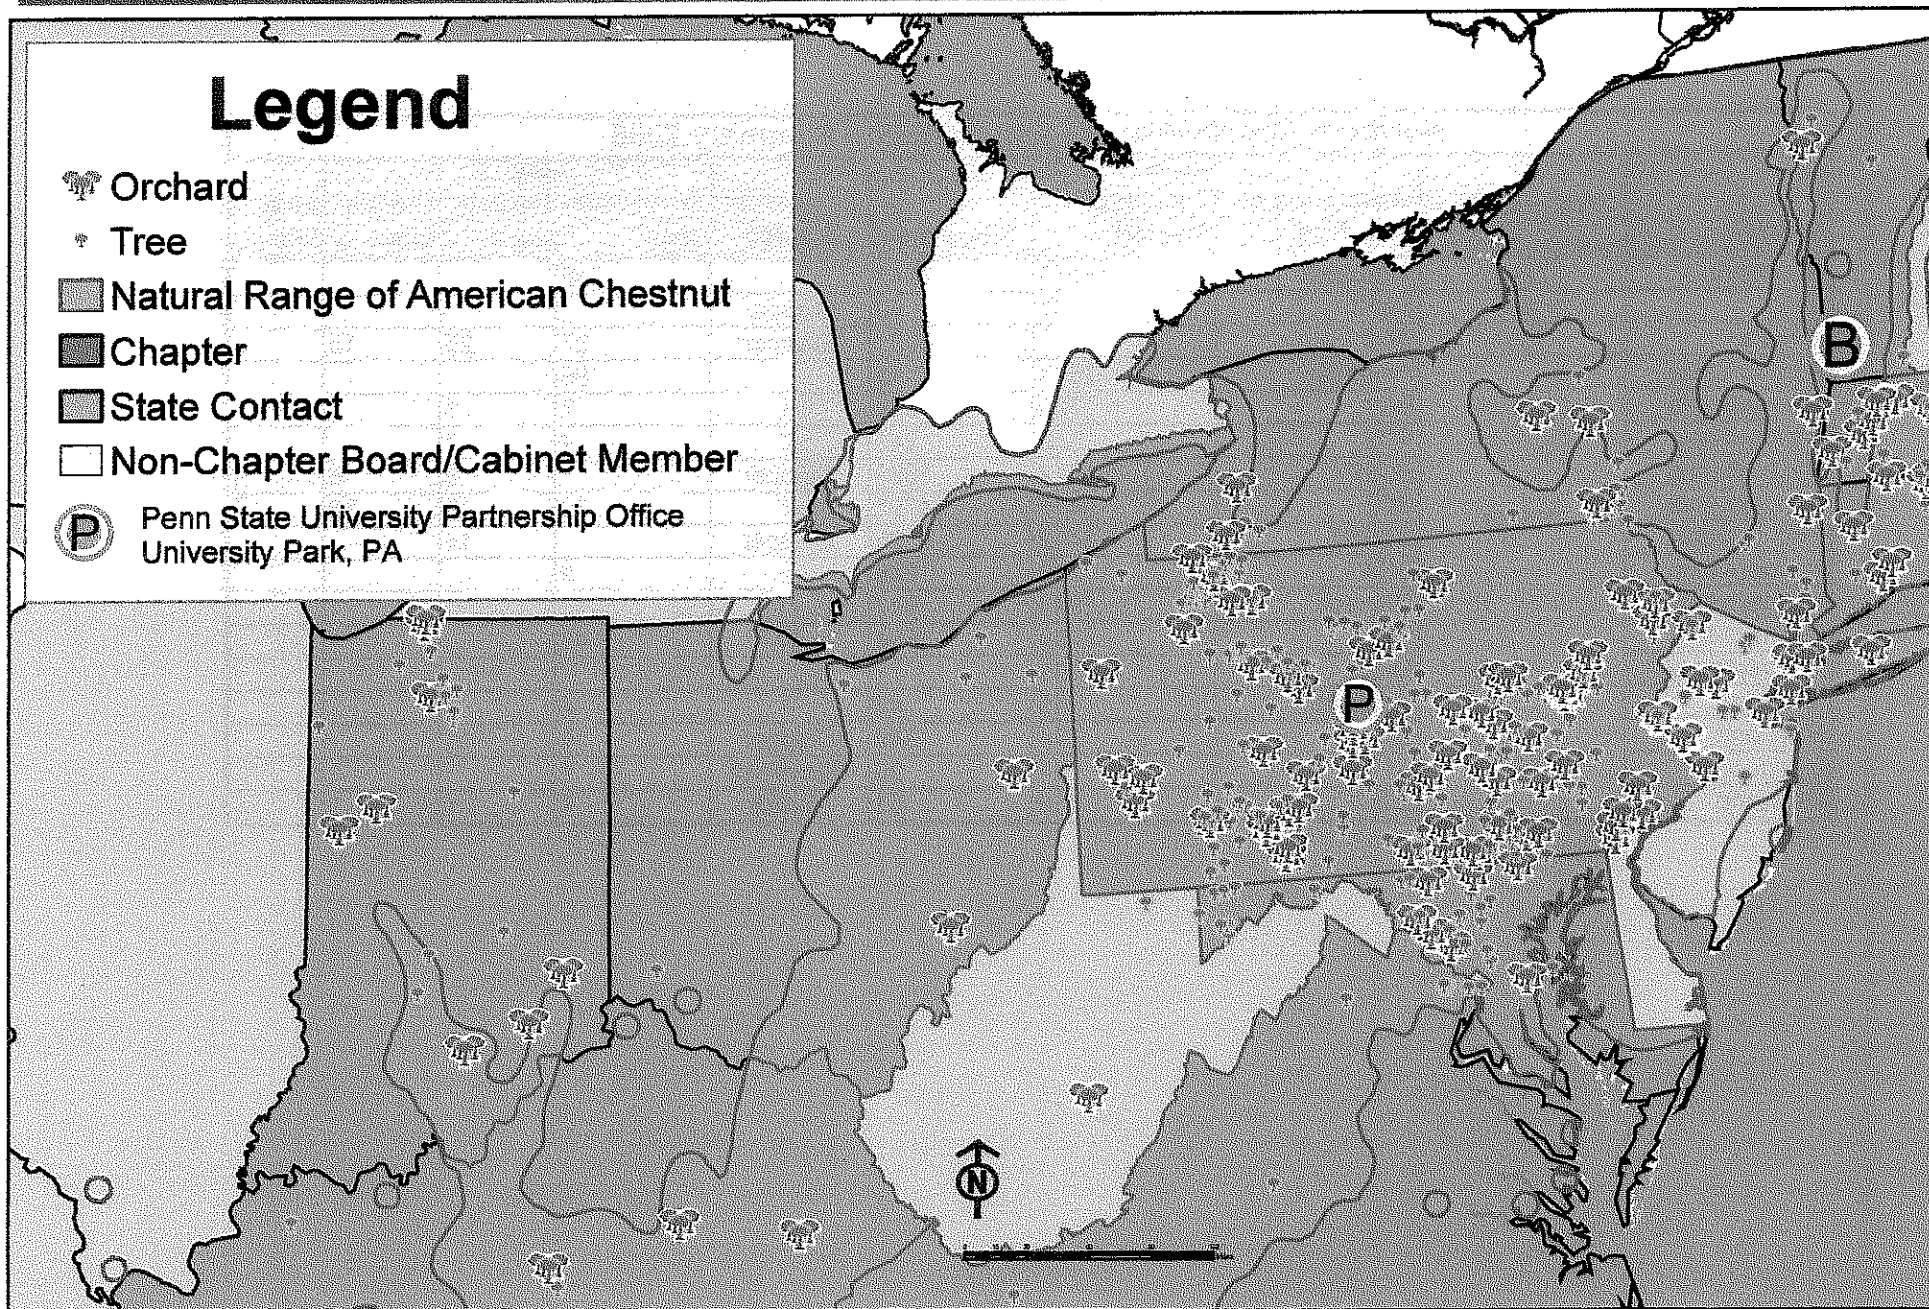 Legend
Orchard
Tree
Natural Range of American Chestnut
Chapter
State Contact
Non-Chapter Board/Cabinet Member
P
Penn State University Partnership Office
University Park, PA
B
P
N